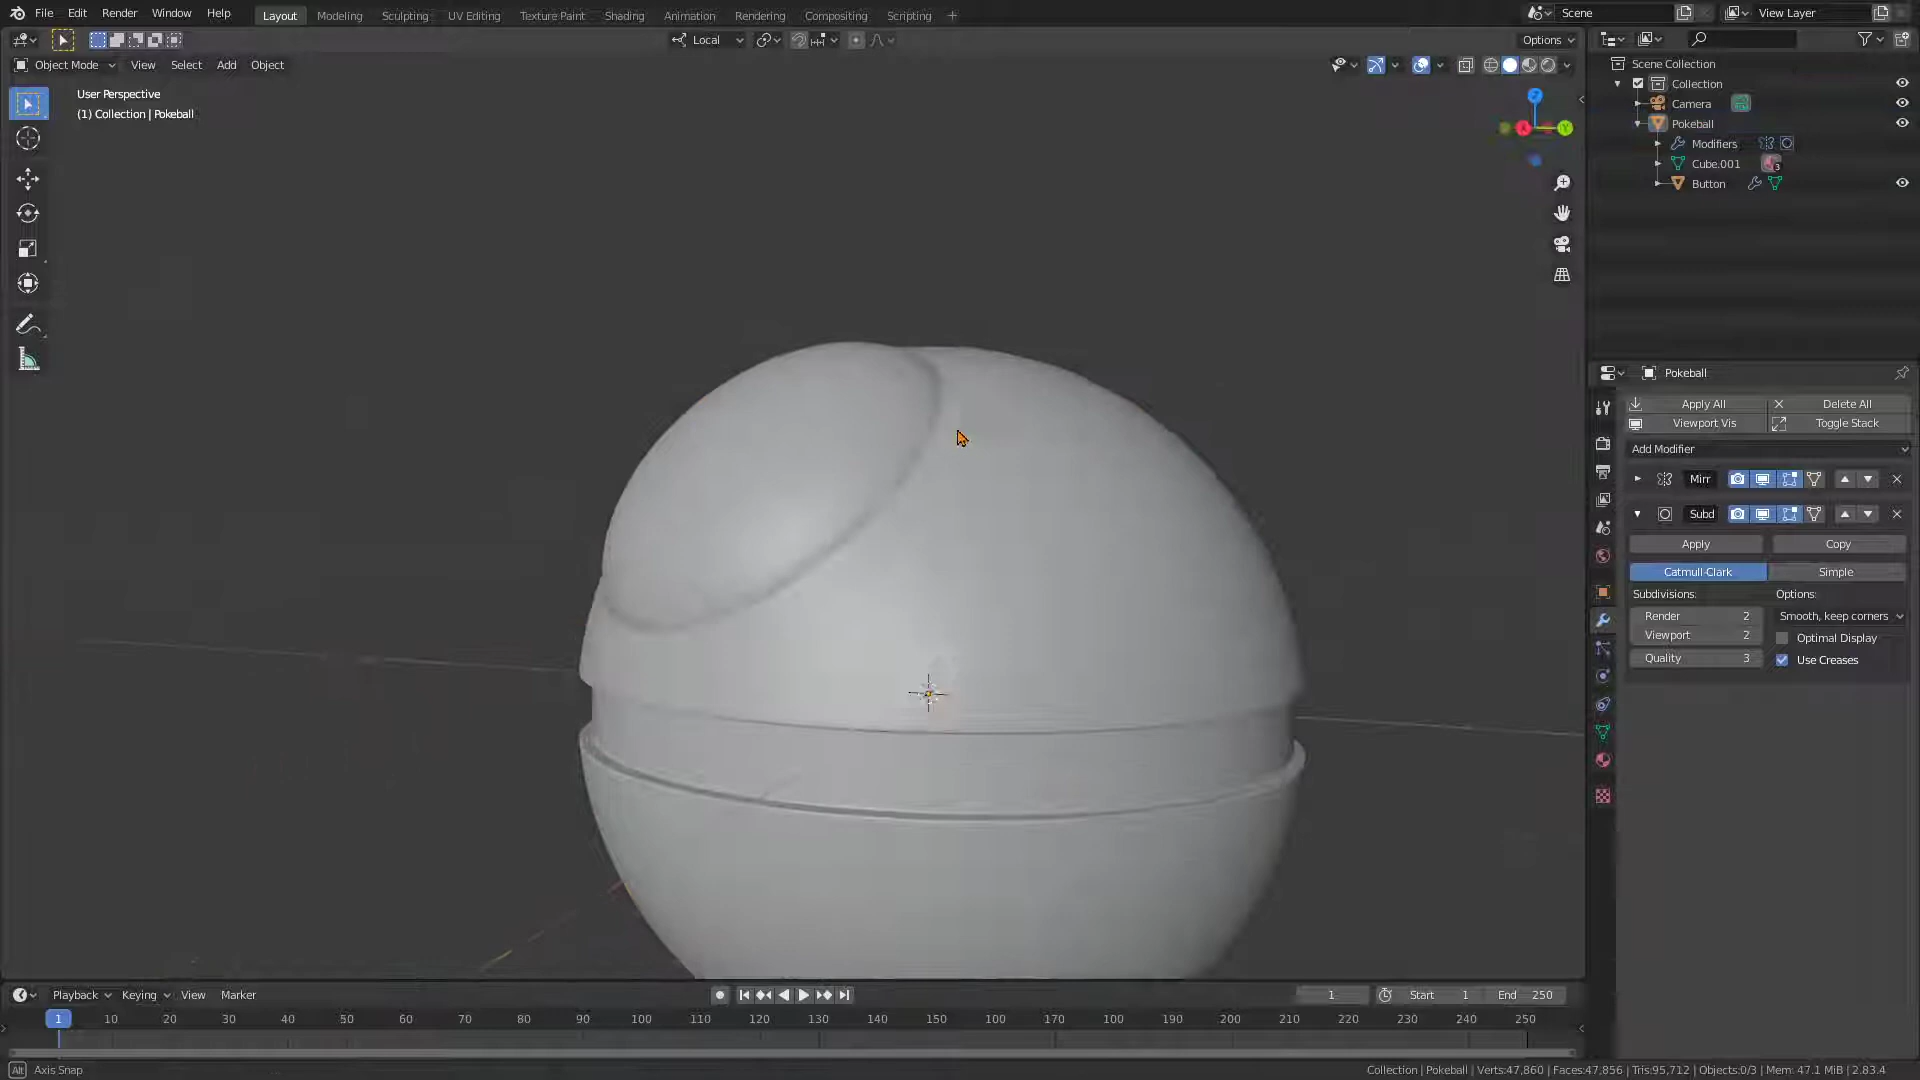 File Edit Render Window Help
Layout Modeling Sculpting UV Editing Texture Paint Shading Animation Rendering Compositing Scripting +
Scene
View Layer
Local
Options
Object Mode View Select Add Object
User Perspective
(1) Collection | Pokeball
X Y Z
Scene Collection
Collection
Camera
Pokeball
Modifiers
Cube.001 3
Button
Pokeball
Apply All Delete All
Viewport Vis Toggle Stack
Add Modifier
Mirr
Subd
Apply Copy
Catmull-Clark Simple
Subdivisions: Options:
Render 2 Smooth, keep corners
Viewport 2 Optimal Display
Quality 3 Use Creases
Playback Keying View Marker
1 Start 1 End 250
1 10 20 30 40 50 60 70 80 90 100 110 120 130 140 150 100 170 100 190 200 210 220 230 240 250
Alt Axis Snap
Collection | Pokeball | Verts:47,860 | Faces:47,856 | Tris:95,712 | Objects:0/3 | Mem: 47.1 MiB | 2.83.4